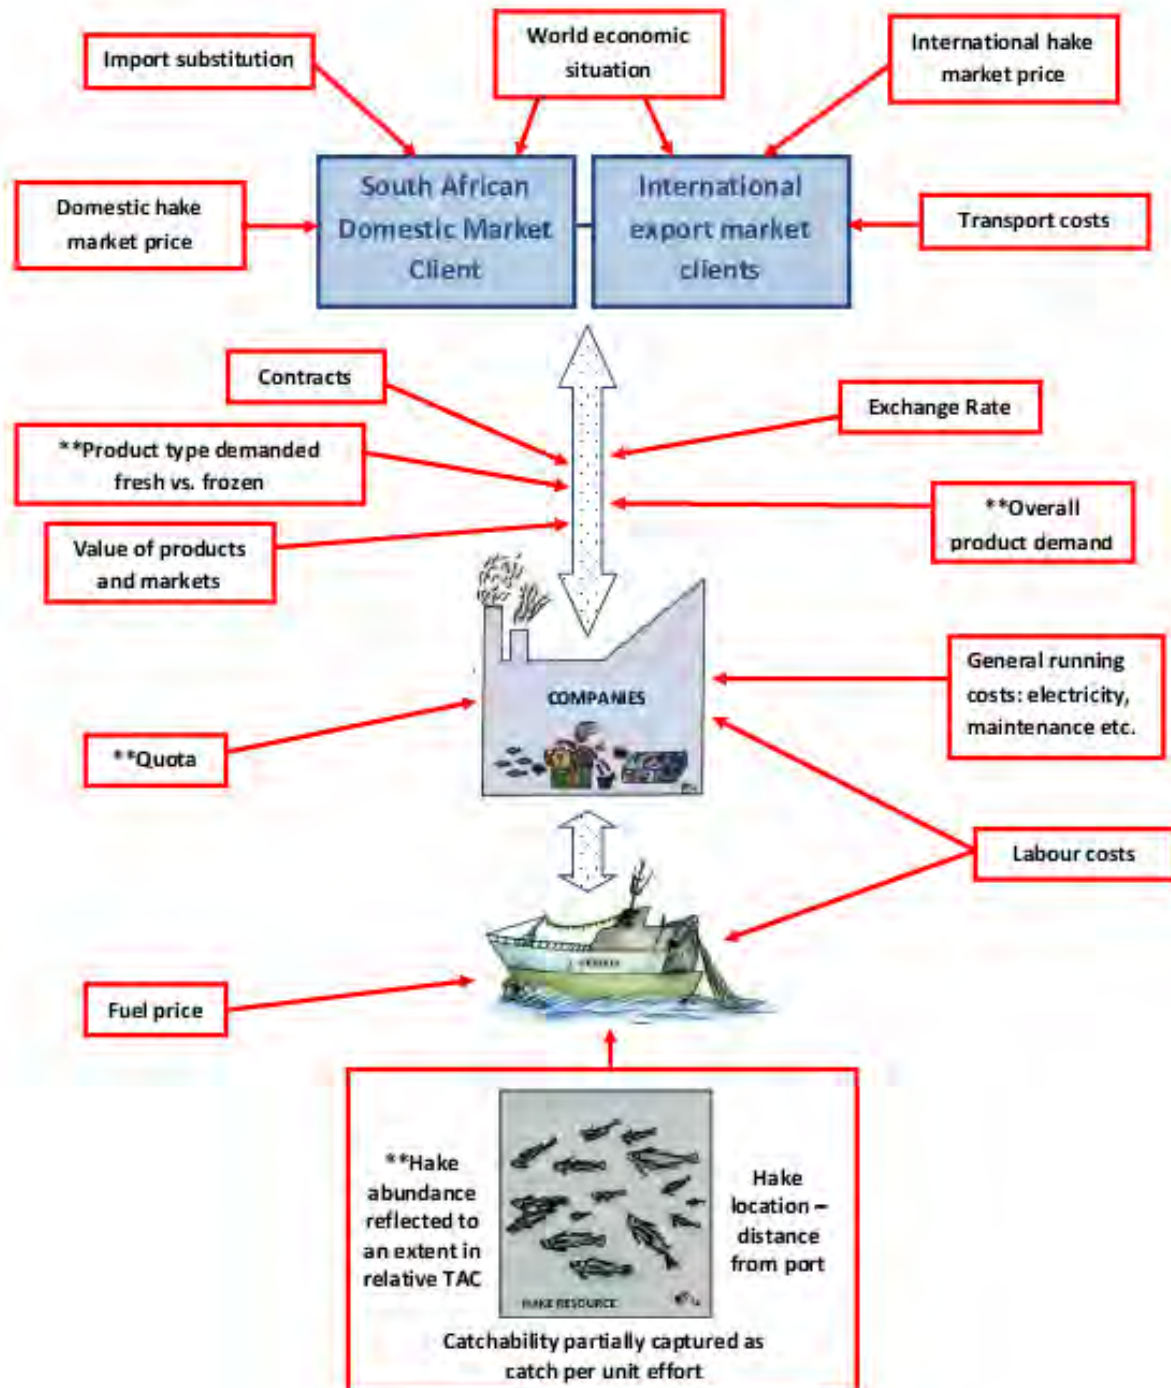 World economic
situation
International hake
market price
Import substitution
South African
Domestic Market
Client
International
export market
clients
Domestic hake
market price
Transport costs
Contracts
Exchange Rate
**Product type demanded
fresh vs. frozen
**Overall
product demand
Value of products
and markets
General running
costs: electricity,
maintenance etc.
COMPANIES
**Quota
Labour costs
Fuel price
**Hake
abundance
reflected to
an extent in
relative TAC
Hake
location –
distance
from port
HAKE RESOURCE
Catchability partially captured as
catch per unit effort